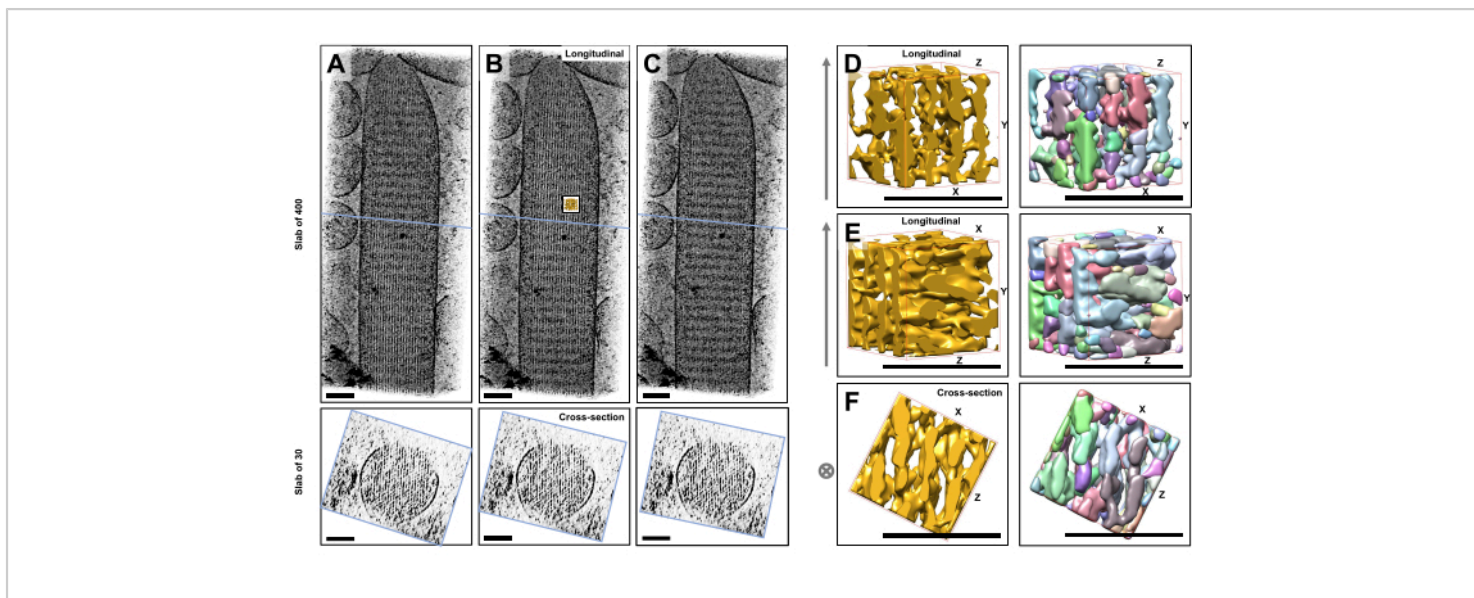 A
B
Longitudinal
C
Slab of 400
Cross-section
Slab of 30
D
Longitudinal
Z
Y
X
Z
Y
X
E
Longitudinal
X
Y
Z
X
Y
Z
F
Cross-section
X
Z
X
Z